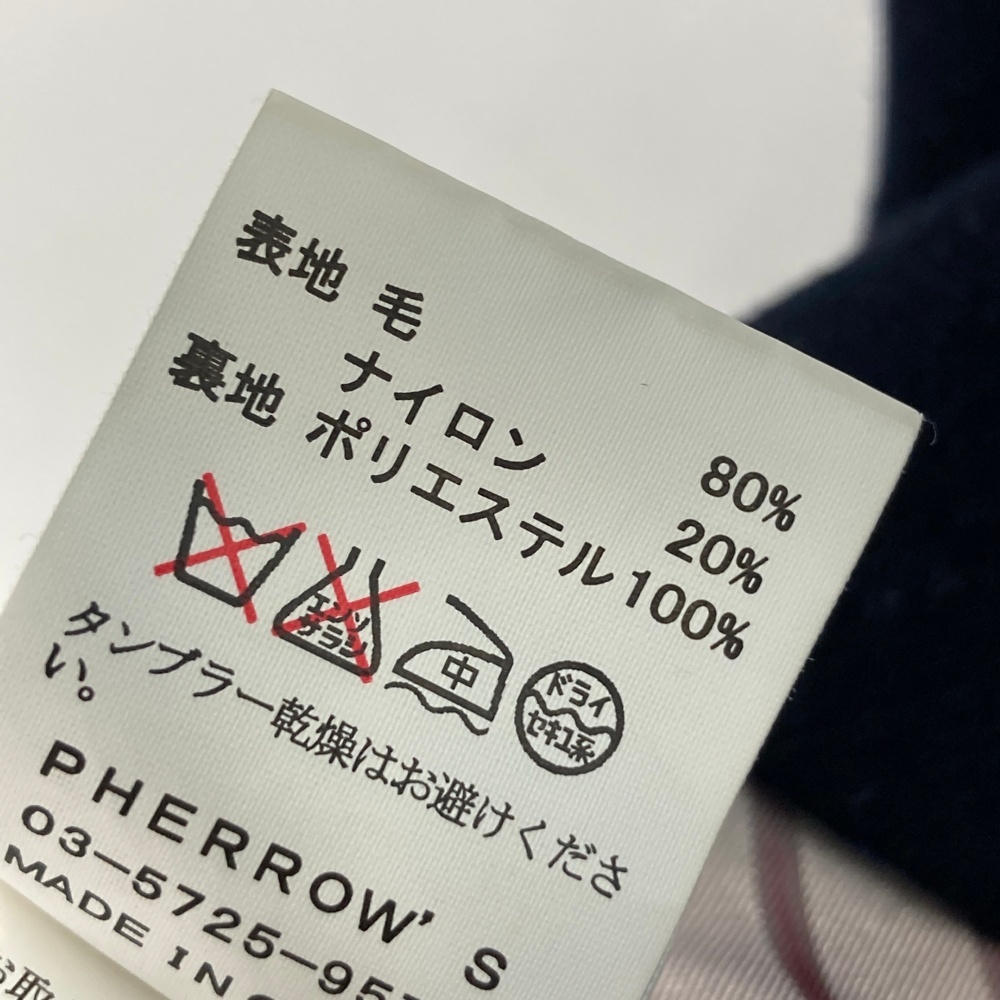 表地 毛 80%
ナイロン 20%
裏地 ポリエステル 100%
エンソ
サラシ
中
ドライ
セキユ系
タンブラー乾燥はお避けくださ
い。
PHERROW'S
03-5725-95
MADE IN
お取